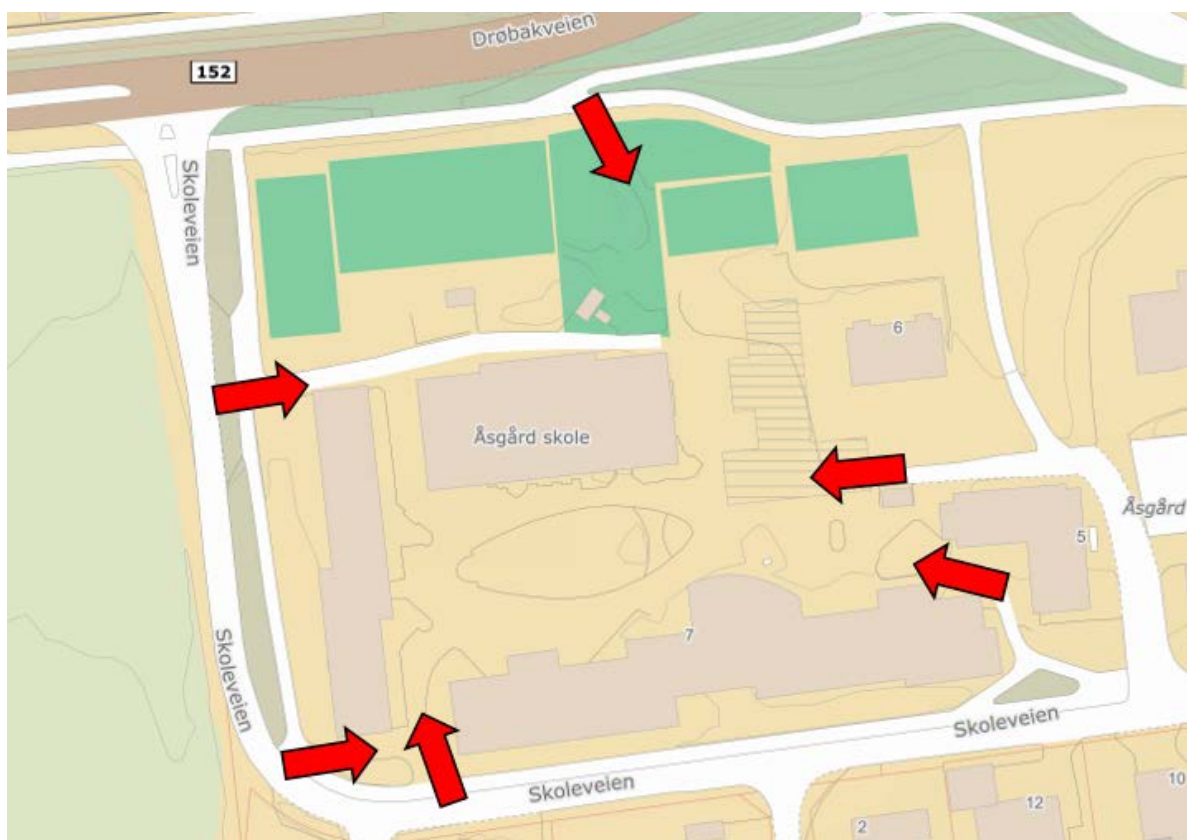 Drøbakveien
152
Skoleveien
6
Åsgård skole
Åsgård
5
7
Skoleveien
Skoleveien
Skoleveien
10
12
2